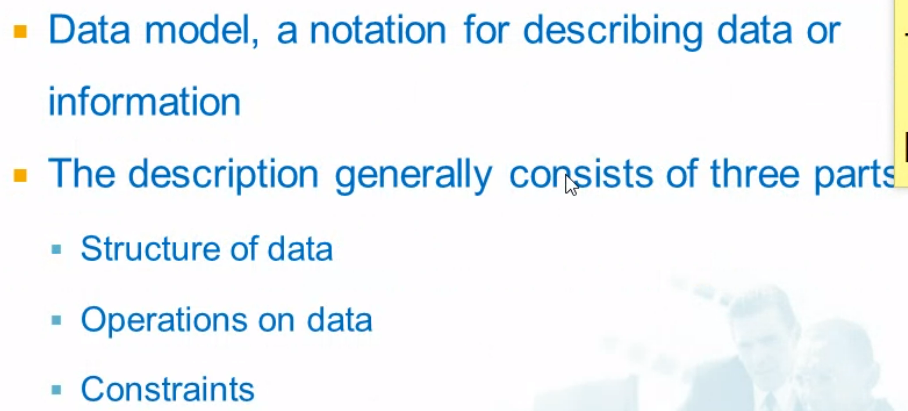 Data model, a notation for describing data or
information
The description generally consists of three parts
Structure of data
Operations on data
Constraints